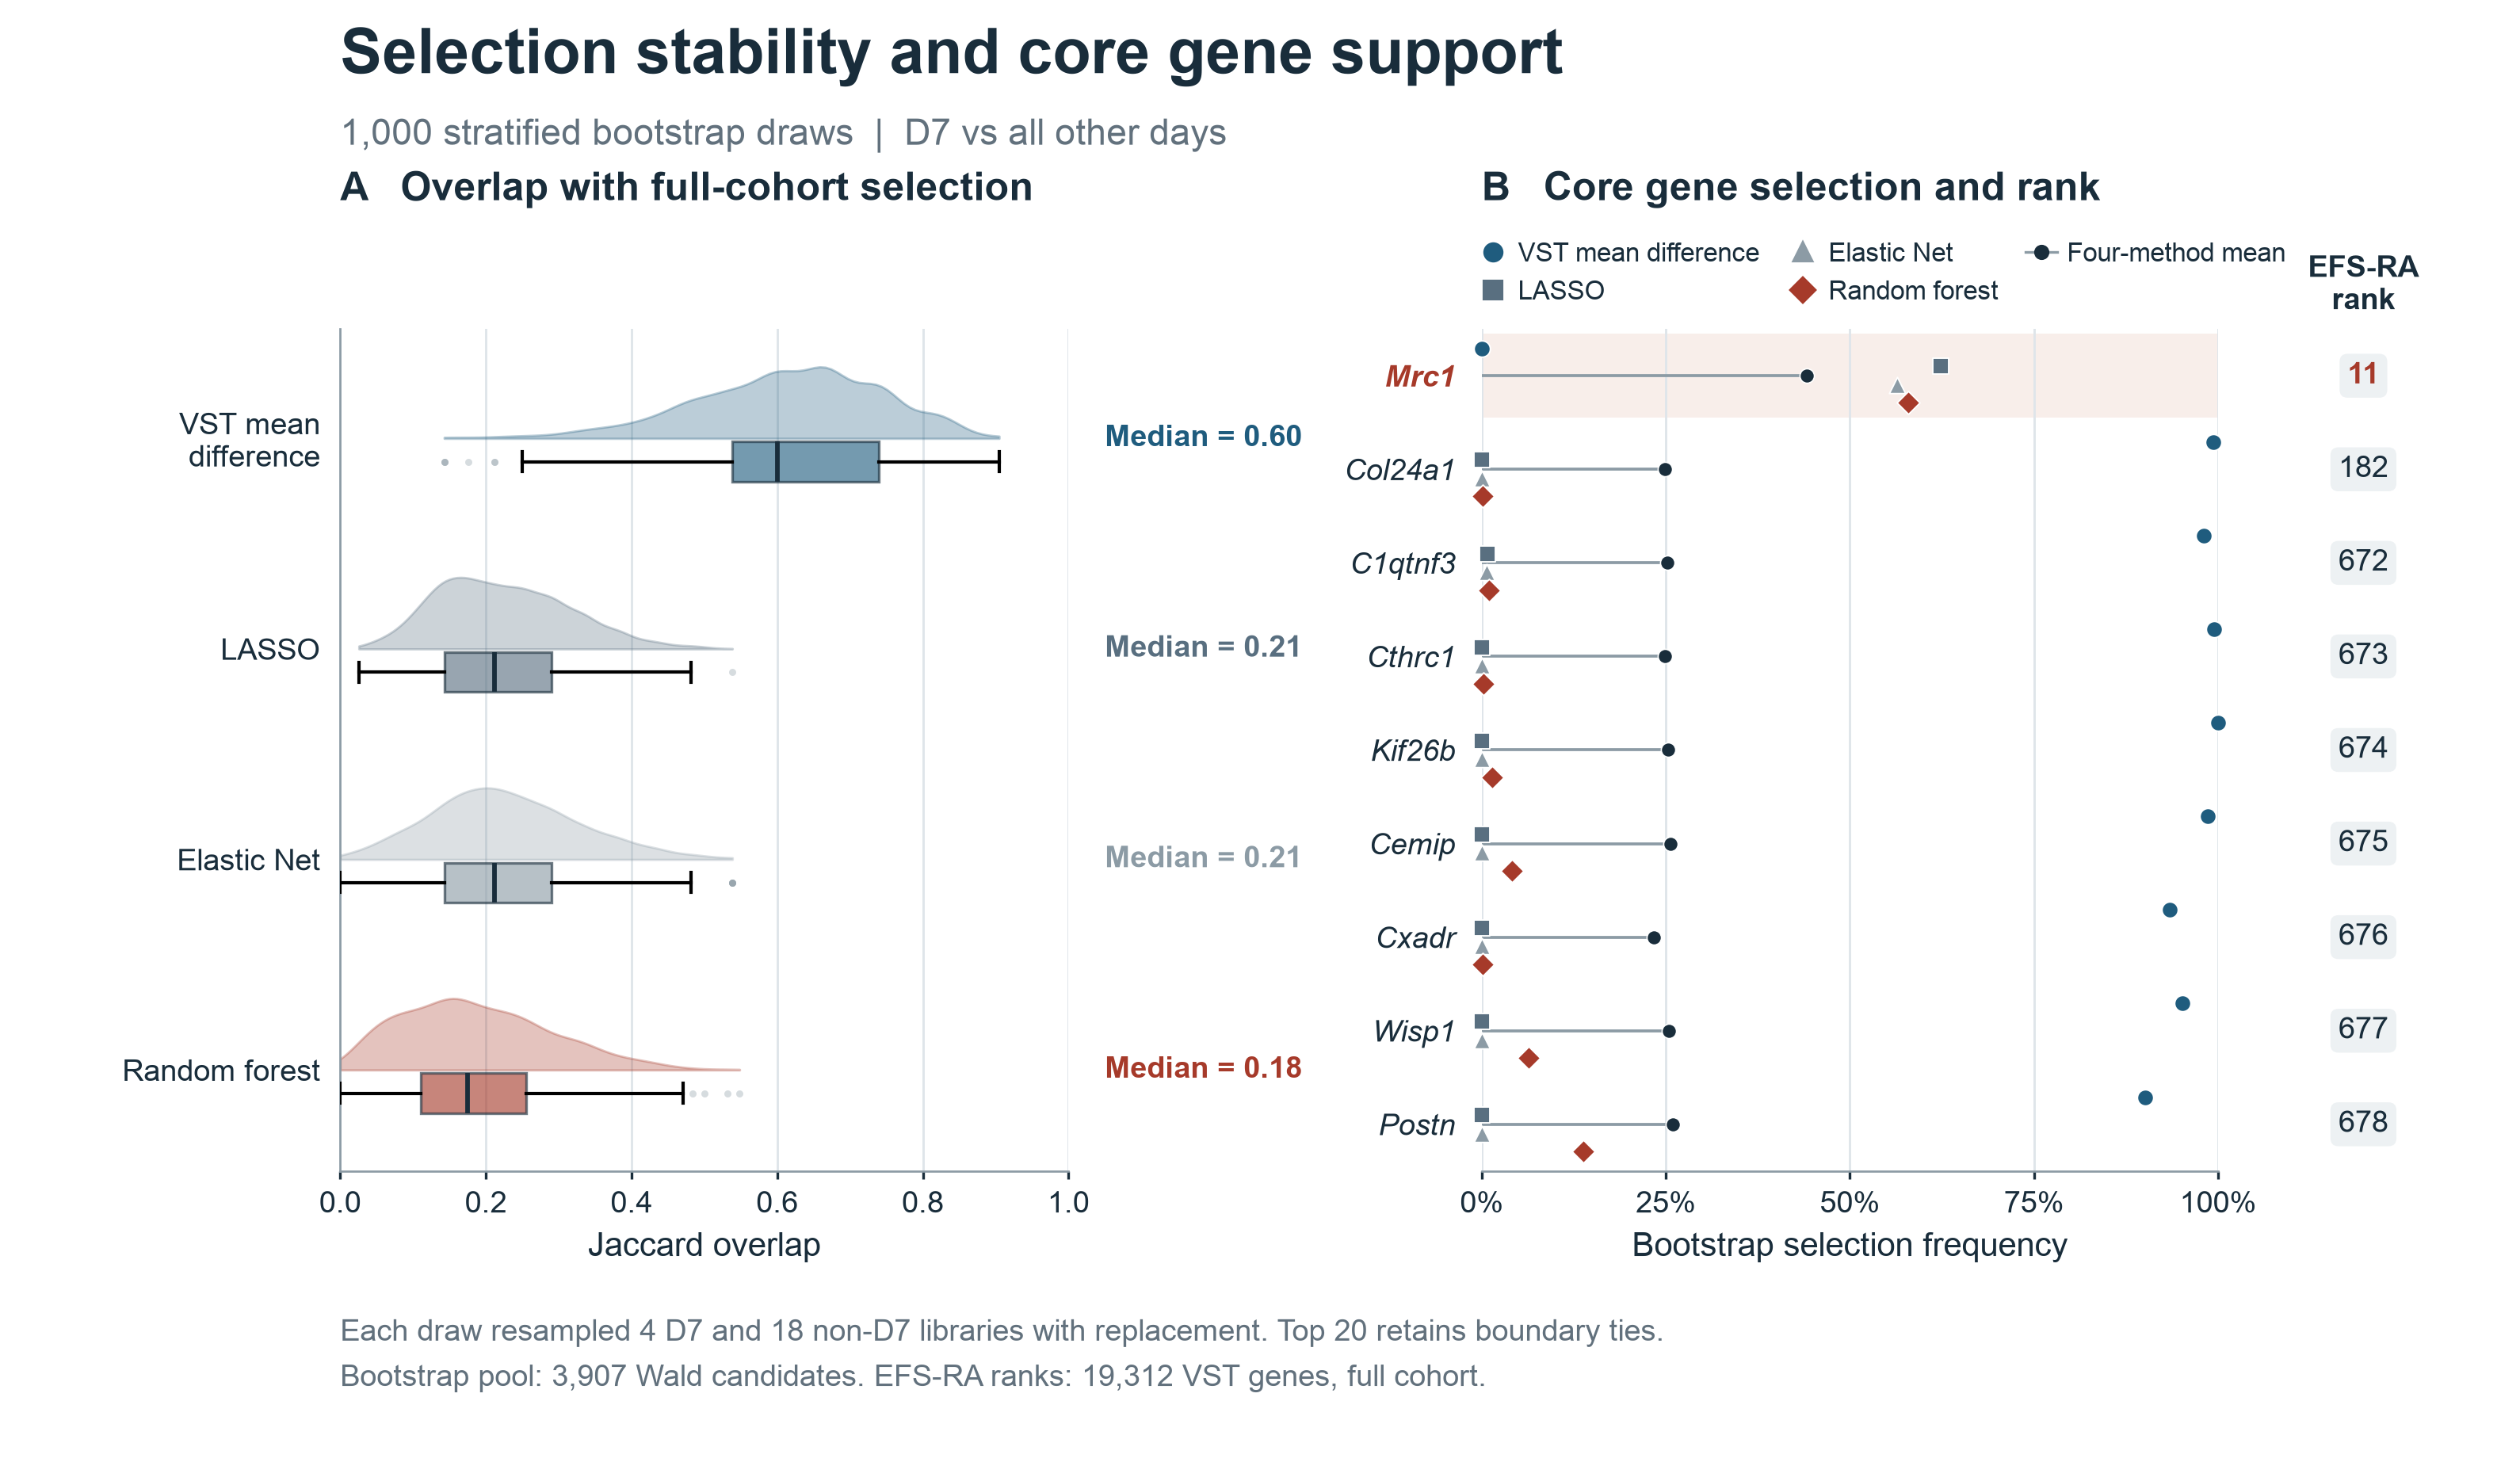 Selection stability and core gene support
1,000 stratified bootstrap draws | D7 vs all other days
A Overlap with full-cohort selection
VST mean
difference
Median = 0.60
LASSO
Median = 0.21
Elastic Net
Median = 0.21
Random forest
Median = 0.18
0.0 0.2 0.4 0.6 0.8 1.0
Jaccard overlap
B Core gene selection and rank
VST mean difference Elastic Net Four-method mean
LASSO Random forest
EFS-RA
rank
Mrc1 11
Col24a1 182
C1qtnf3 672
Cthrc1 673
Kif26b 674
Cemip 675
Cxadr 676
Wisp1 677
Postn 678
0% 25% 50% 75% 100%
Bootstrap selection frequency
Each draw resampled 4 D7 and 18 non-D7 libraries with replacement. Top 20 retains boundary ties.
Bootstrap pool: 3,907 Wald candidates. EFS-RA ranks: 19,312 VST genes, full cohort.